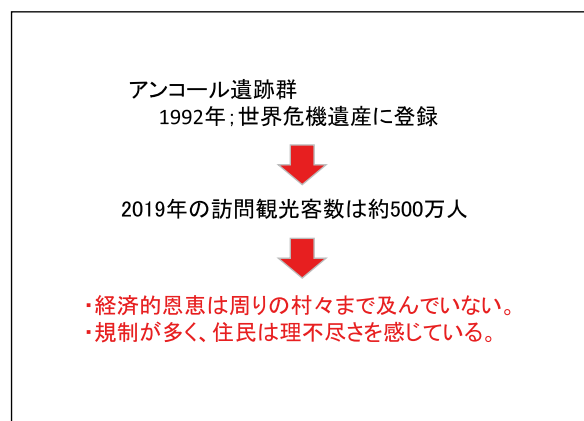 アンコール遺跡群
1992年；世界危機遺産に登録
2019年の訪問観光客数は約500万人
・経済的恩恵は周りの村々まで及んでいない。
・規制が多く、住民は理不尽さを感じている。